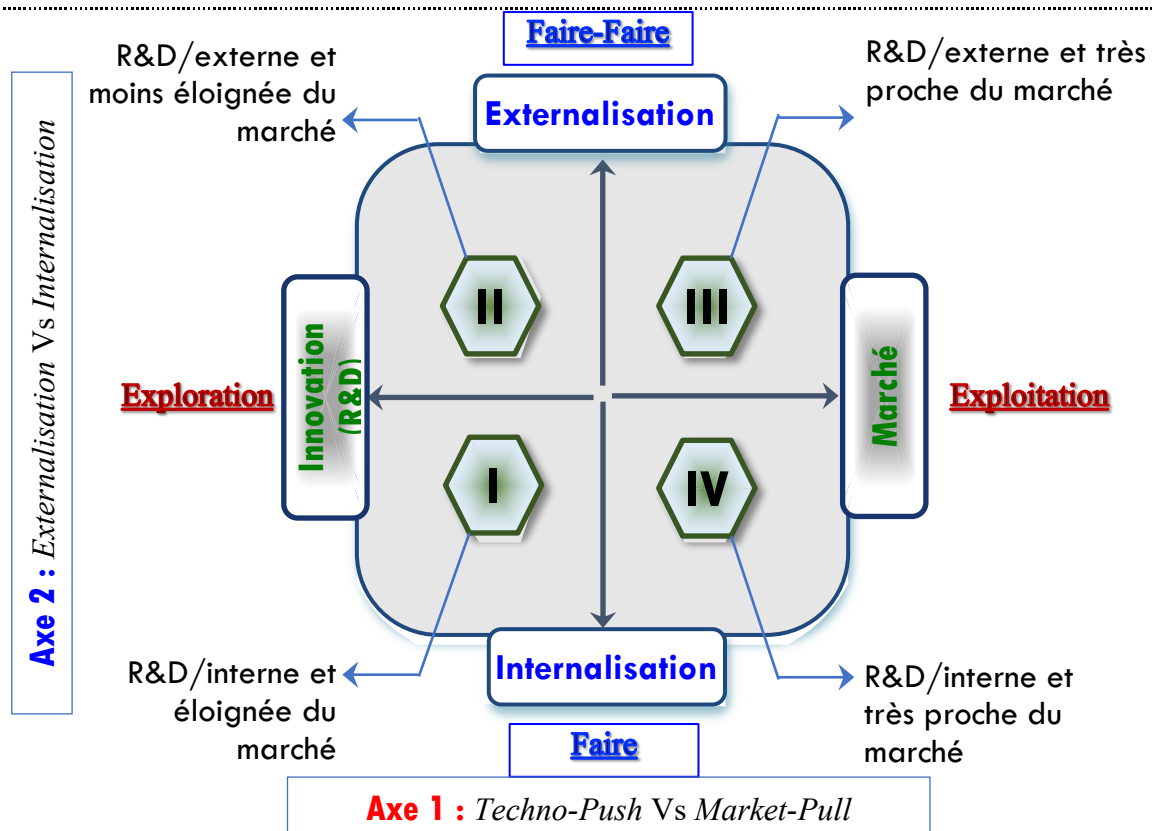 Faire-Faire
R&D/externe et
moins éloignée du
marché
R&D/externe et très
proche du marché
Externalisation
Axe 2 : Externalisation Vs Internalisation
II
III
Exploration
Innovation
(R&D)
Marché
Exploitation
I
IV
R&D/interne et
éloignée du
marché
Internalisation
R&D/interne et
très proche du
marché
Faire
Axe 1 : Techno-Push Vs Market-Pull